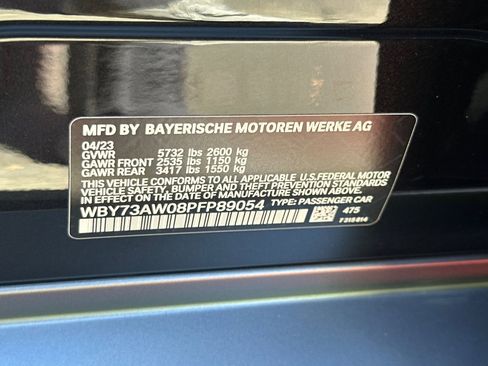 MFD BY BAYERISCHE MOTOREN WERKE AG
04/23
GVWR 5732 lbs 2600 kg
GAWR FRONT 2535 lbs 1150 kg
GAWR REAR 3417 lbs 1550 kg
THIS VEHICLE CONFORMS TO ALL APPLICABLE U.S.FEDERAL MOTOR
VEHICLE SAFETY, BUMPER, AND THEFT PREVENTION STANDARDS
IN EFFECT ON THE DATE OF MANUFACTURE SHOWN ABOVE.
WBY73AW08PFP89054 TYPE: PASSENGER CAR
475